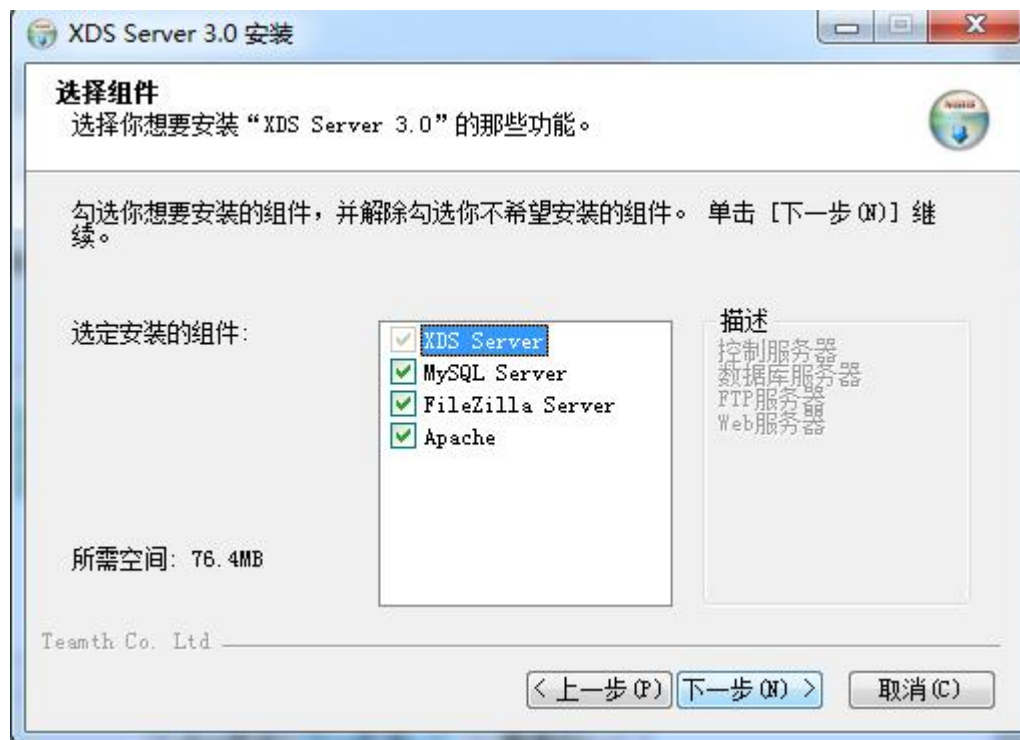 XDS Server 3.0 安装
选择组件
选择你想要安装“XDS Server 3.0”的那些功能。
勾选你想要安装的组件，并解除勾选你不希望安装的组件。 单击 [下一步(N)] 继
续。
选定安装的组件:
XDS Server
MySQL Server
FileZilla Server
Apache
描述
控制服务器
数据库服务器
FTP服务器
Web服务器
所需空间: 76.4MB
Teamth Co. Ltd
< 上一步(P)
下一步(N) >
取消(C)